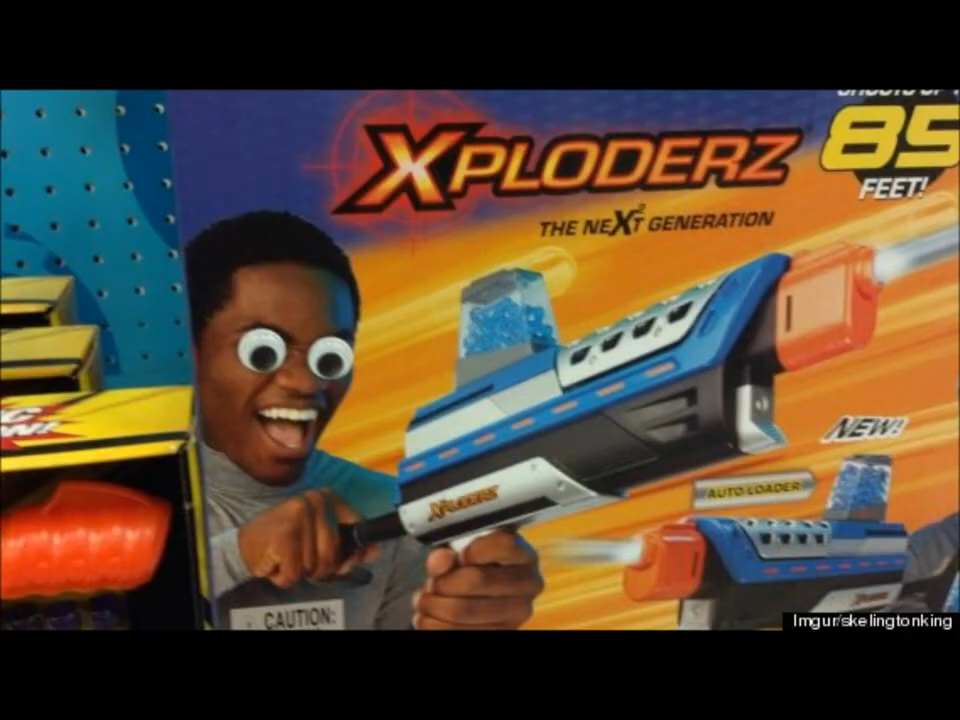 85
FEET!
XPLODERZ
THE NEXT GENERATION
NEW!
AUTO LOADER
XPLODERZ
CAUTION:
Imgur/skelingtonking